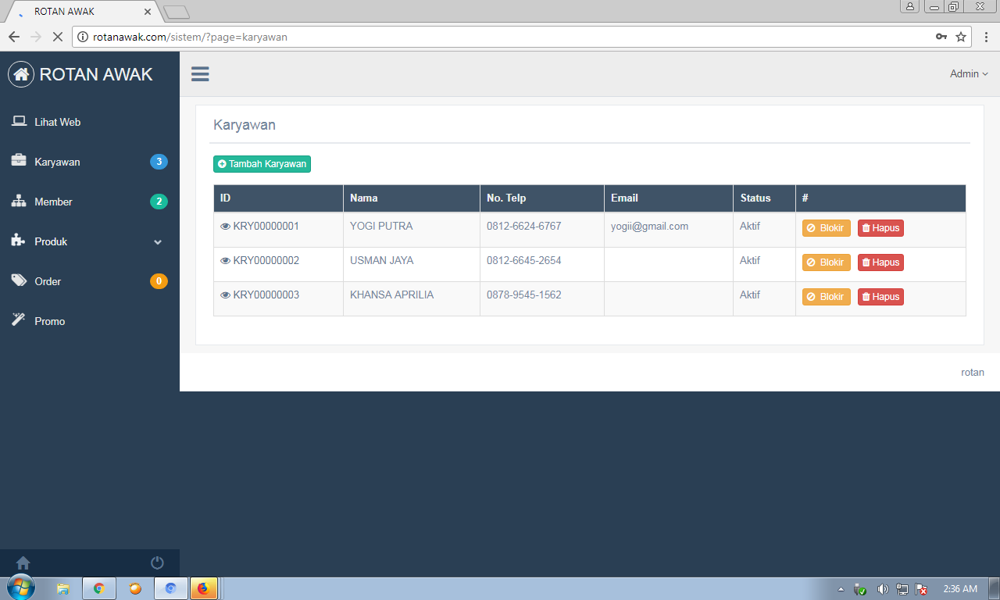 ROTAN AWAK
rotanawak.com/sistem/?page=karyawan
ROTAN AWAK
Admin
Lihat Web
Karyawan 3
Member 2
Produk
Order 0
Promo
Karyawan
Tambah Karyawan
ID Nama No. Telp Email Status #
KRY00000001 YOGI PUTRA 0812-6624-6767 yogii@gmail.com Aktif Blokir Hapus
KRY00000002 USMAN JAYA 0812-6645-2654 Aktif Blokir Hapus
KRY00000003 KHANSA APRILIA 0878-9545-1562 Aktif Blokir Hapus
rotan
2:36 AM